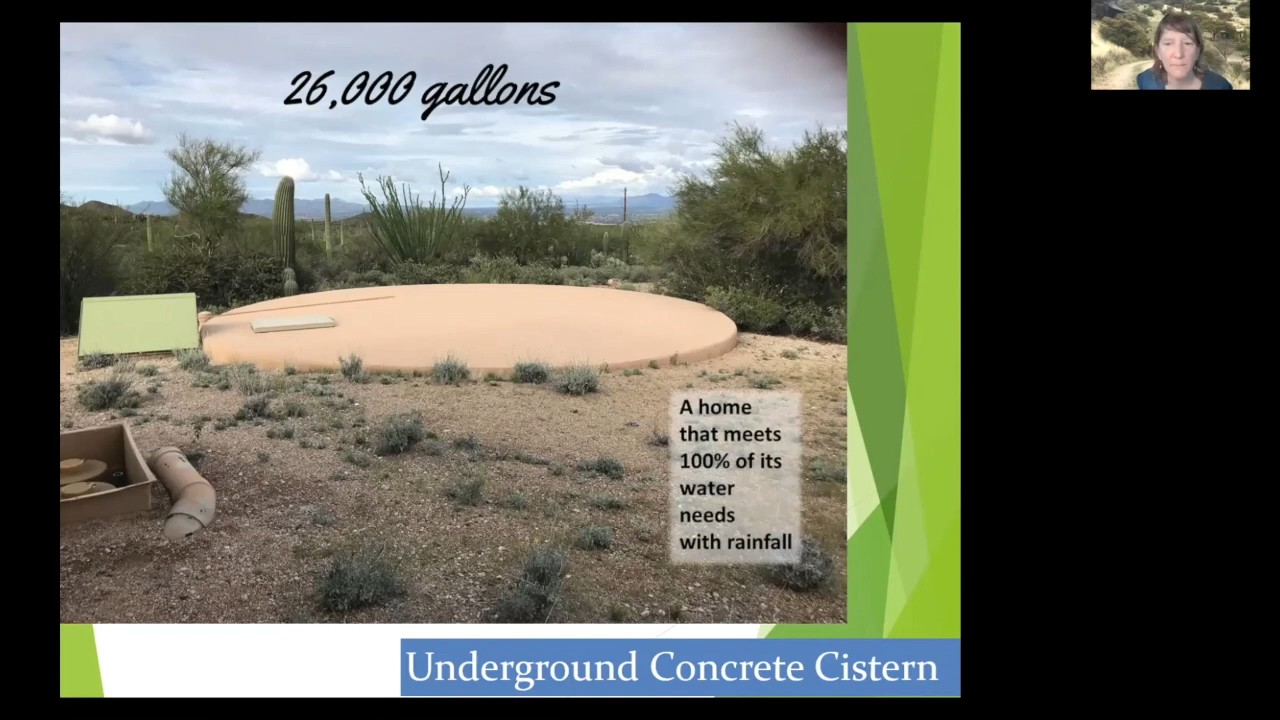 26,000 gallons
A home
that meets
100% of its
water
needs
with rainfall
Underground Concrete Cistern